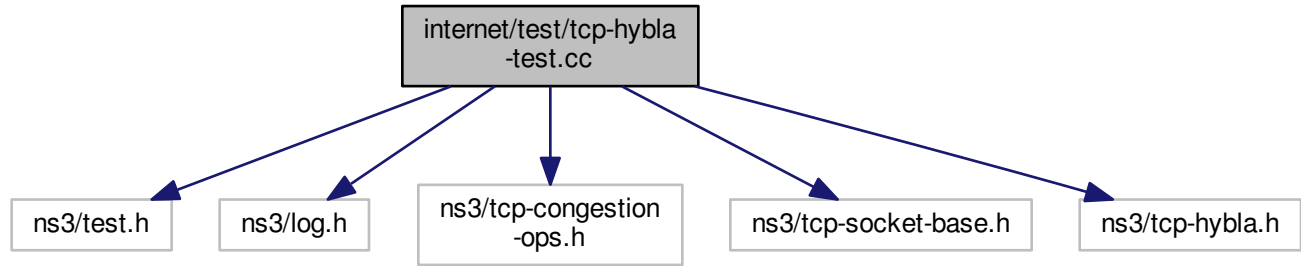 internet/test/tcp-hybla
-test.cc
ns3/test.h
ns3/log.h
ns3/tcp-congestion
-ops.h
ns3/tcp-socket-base.h
ns3/tcp-hybla.h